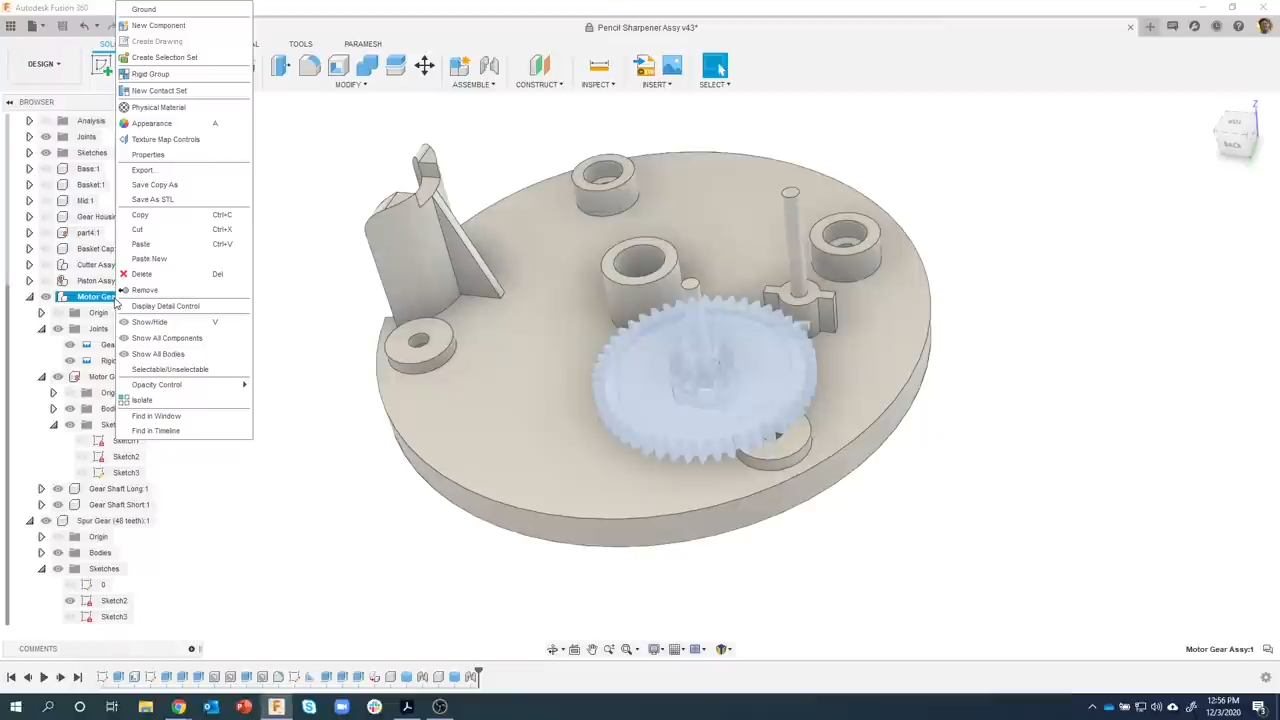 Autodesk Fusion 360
Pencil Sharpener Assy v43*
SOL
AL
TOOLS
PARAMESH
DESIGN
MODIFY
ASSEMBLE
CONSTRUCT
INSPECT
INSERT
SELECT
BROWSER
Analysis
Joints
Sketches
Base:1
Basket:1
Mid:1
Gear Housin
part4:1
Basket Cap:
Cutter Assy
Piston Assy
Motor Gear
Origin
Joints
Gea
Rigid
Motor G
Orig
Bod
Sket
Sketch1
Sketch2
Sketch3
Gear Shaft Long:1
Gear Shaft Short:1
Spur Gear (48 teeth):1
Origin
Bodies
Sketches
0
Sketch2
Sketch3
Ground
New Component
Create Drawing
Create Selection Set
Rigid Group
New Contact Set
Physical Material
Appearance A
Texture Map Controls
Properties
Export...
Save Copy As
Save As STL
Copy Ctrl+C
Cut Ctrl+X
Paste Ctrl+V
Paste New
Delete Del
Remove
Display Detail Control
Show/Hide V
Show All Components
Show All Bodies
Selectable/Unselectable
Opacity Control
Isolate
Find in Window
Find in Timeline
Z
BACK
COMMENTS
Motor Gear Assy:1
12:56 PM
12/3/2020